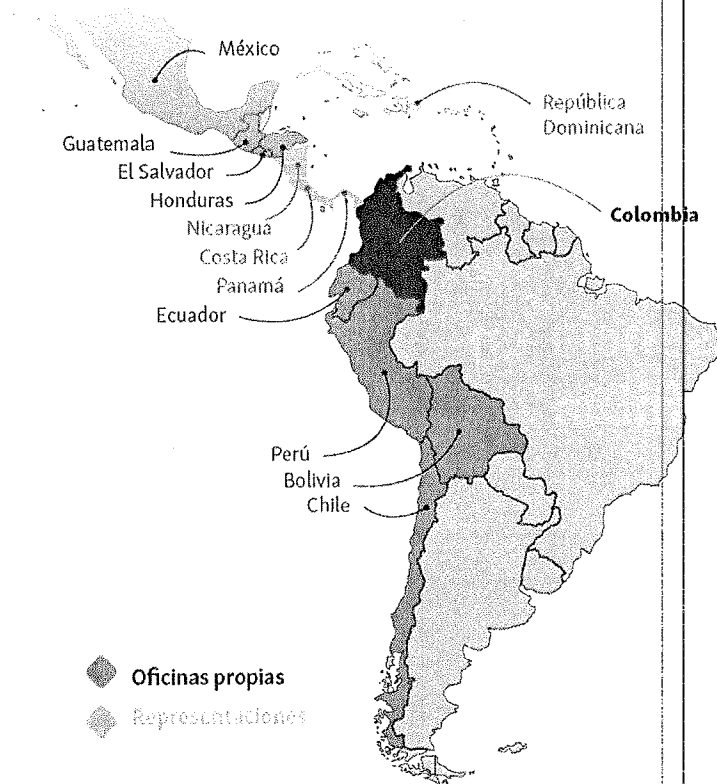 México
República
Dominicana
Guatemala
El Salvador
Honduras
Nicaragua
Costa Rica
Panamá
Colombia
Ecuador
Perú
Bolivia
Chile
Oficinas propias
Representaciones